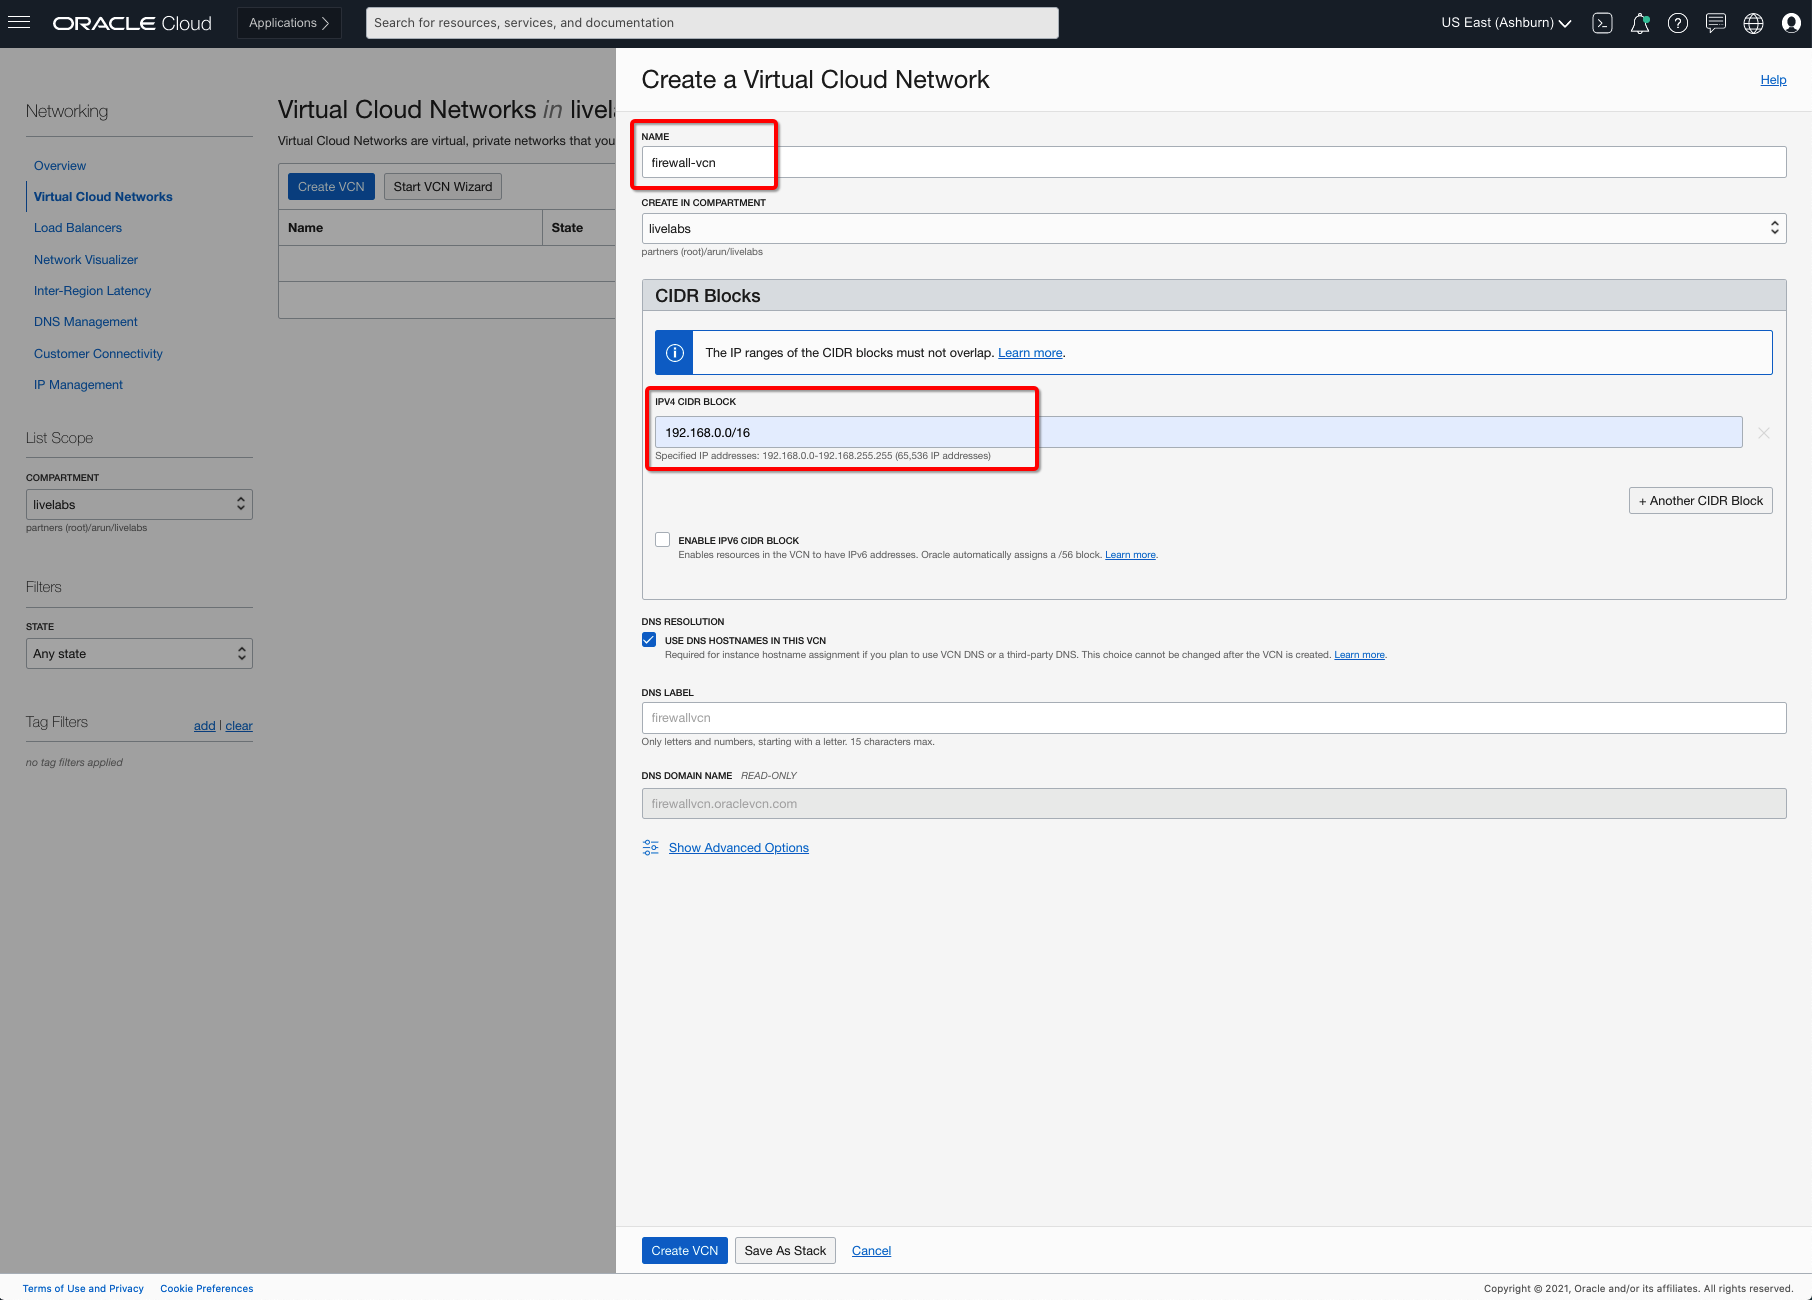 ORACLE Cloud
Applications
Search for resources, services, and documentation
US East (Ashburn)
Networking
Overview
Virtual Cloud Networks
Load Balancers
Network Visualizer
Inter-Region Latency
DNS Management
Customer Connectivity
IP Management
List Scope
COMPARTMENT
livelabs
partners (root)/arun/livelabs
Filters
STATE
Any state
Tag Filters
add | clear
no tag filters applied
Virtual Cloud Networks in livel
Virtual Cloud Networks are virtual, private networks that you
Create VCN
Start VCN Wizard
Name
State
Create a Virtual Cloud Network
Help
NAME
firewall-vcn
CREATE IN COMPARTMENT
livelabs
partners (root)/arun/livelabs
CIDR Blocks
The IP ranges of the CIDR blocks must not overlap. Learn more.
IPV4 CIDR BLOCK
192.168.0.0/16
Specified IP addresses: 192.168.0.0-192.168.255.255 (65,536 IP addresses)
+ Another CIDR Block
ENABLE IPV6 CIDR BLOCK
Enables resources in the VCN to have IPv6 addresses. Oracle automatically assigns a /56 block. Learn more.
DNS RESOLUTION
USE DNS HOSTNAMES IN THIS VCN
Required for instance hostname assignment if you plan to use VCN DNS or a third-party DNS. This choice cannot be changed after the VCN is created. Learn more.
DNS LABEL
firewallvcn
Only letters and numbers, starting with a letter. 15 characters max.
DNS DOMAIN NAME READ-ONLY
firewallvcn.oraclevcn.com
Show Advanced Options
Create VCN
Save As Stack
Cancel
Terms of Use and Privacy
Cookie Preferences
Copyright © 2021, Oracle and/or its affiliates. All rights reserved.